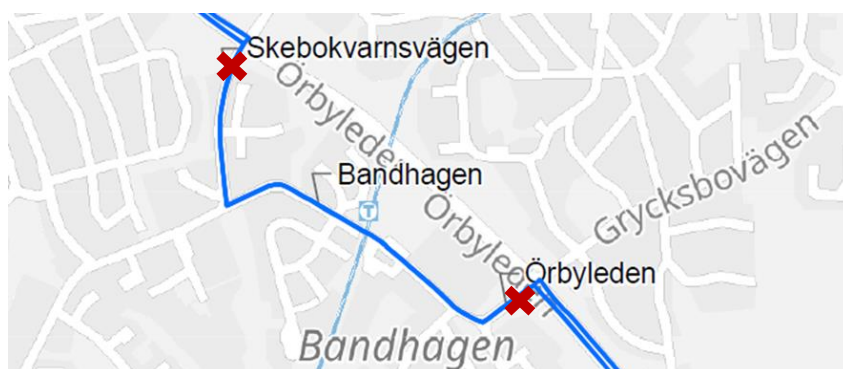 Skebokvarnsvägen
Örbyleden
Bandhagen
Örbyleden
Grycksbovägen
Örbyleden
T
Bandhagen